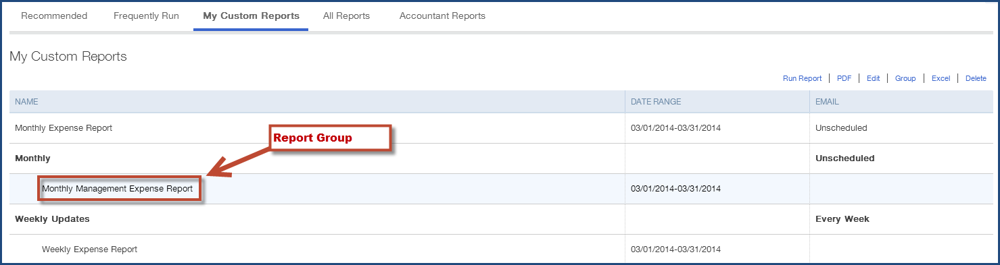 Recommended Frequently Run My Custom Reports All Reports Accountant Reports
My Custom Reports
Run Report | PDF | Edit | Group | Excel | Delete
NAME DATE RANGE EMAIL
Monthly Expense Report 03/01/2014-03/31/2014 Unscheduled
Report Group
Monthly Unscheduled
Monthly Management Expense Report 03/01/2014-03/31/2014
Weekly Updates Every Week
Weekly Expense Report 03/01/2014-03/31/2014